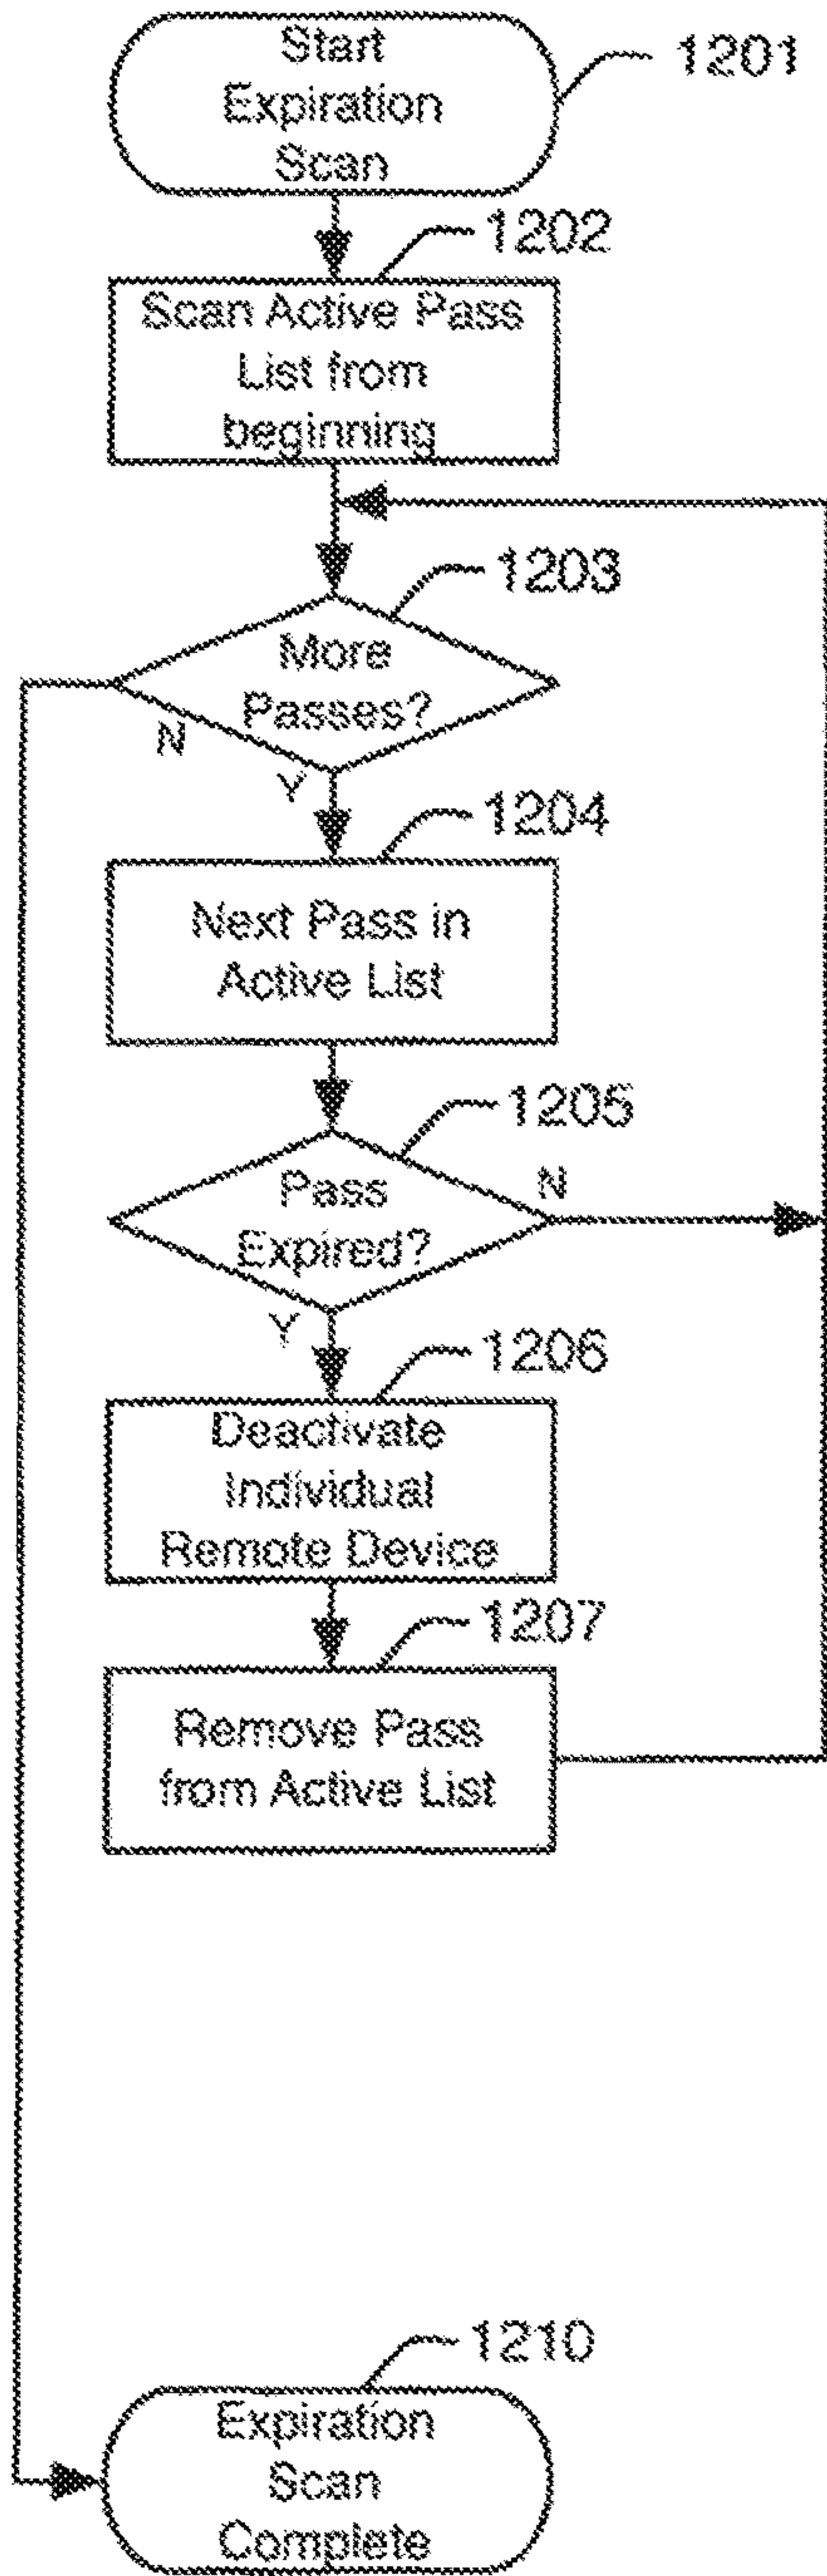 Start
Expiration
Scan
1201
1202
Scan Active Pass
List from
beginning
1203
More
Passes?
N
Y
1204
Next Pass in
Active List
1205
Pass
Expired?
N
Y
1206
Deactivate
Individual
Remote Device
1207
Remove Pass
from Active List
1210
Expiration
Scan
Complete